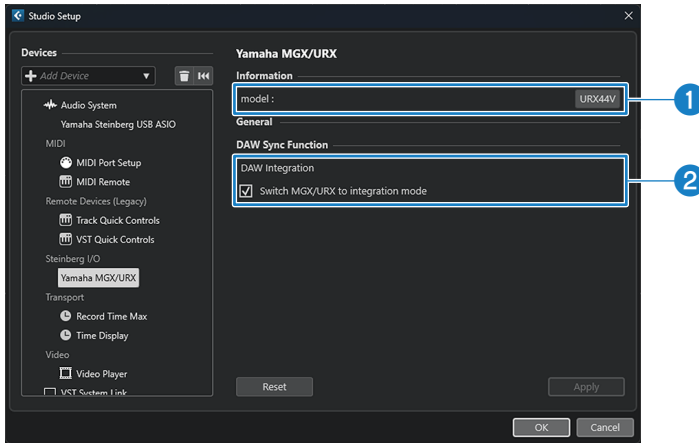 Studio Setup
Devices
Add Device
Audio System
Yamaha Steinberg USB ASIO
MIDI
MIDI Port Setup
MIDI Remote
Remote Devices (Legacy)
Track Quick Controls
VST Quick Controls
Steinberg I/O
Yamaha MGX/URX
Transport
Record Time Max
Time Display
Video
Video Player
VST System Link
Yamaha MGX/URX
Information
model : URX44V
1
General
DAW Sync Function
DAW Integration
2
Switch MGX/URX to integration mode
Reset
Apply
OK
Cancel